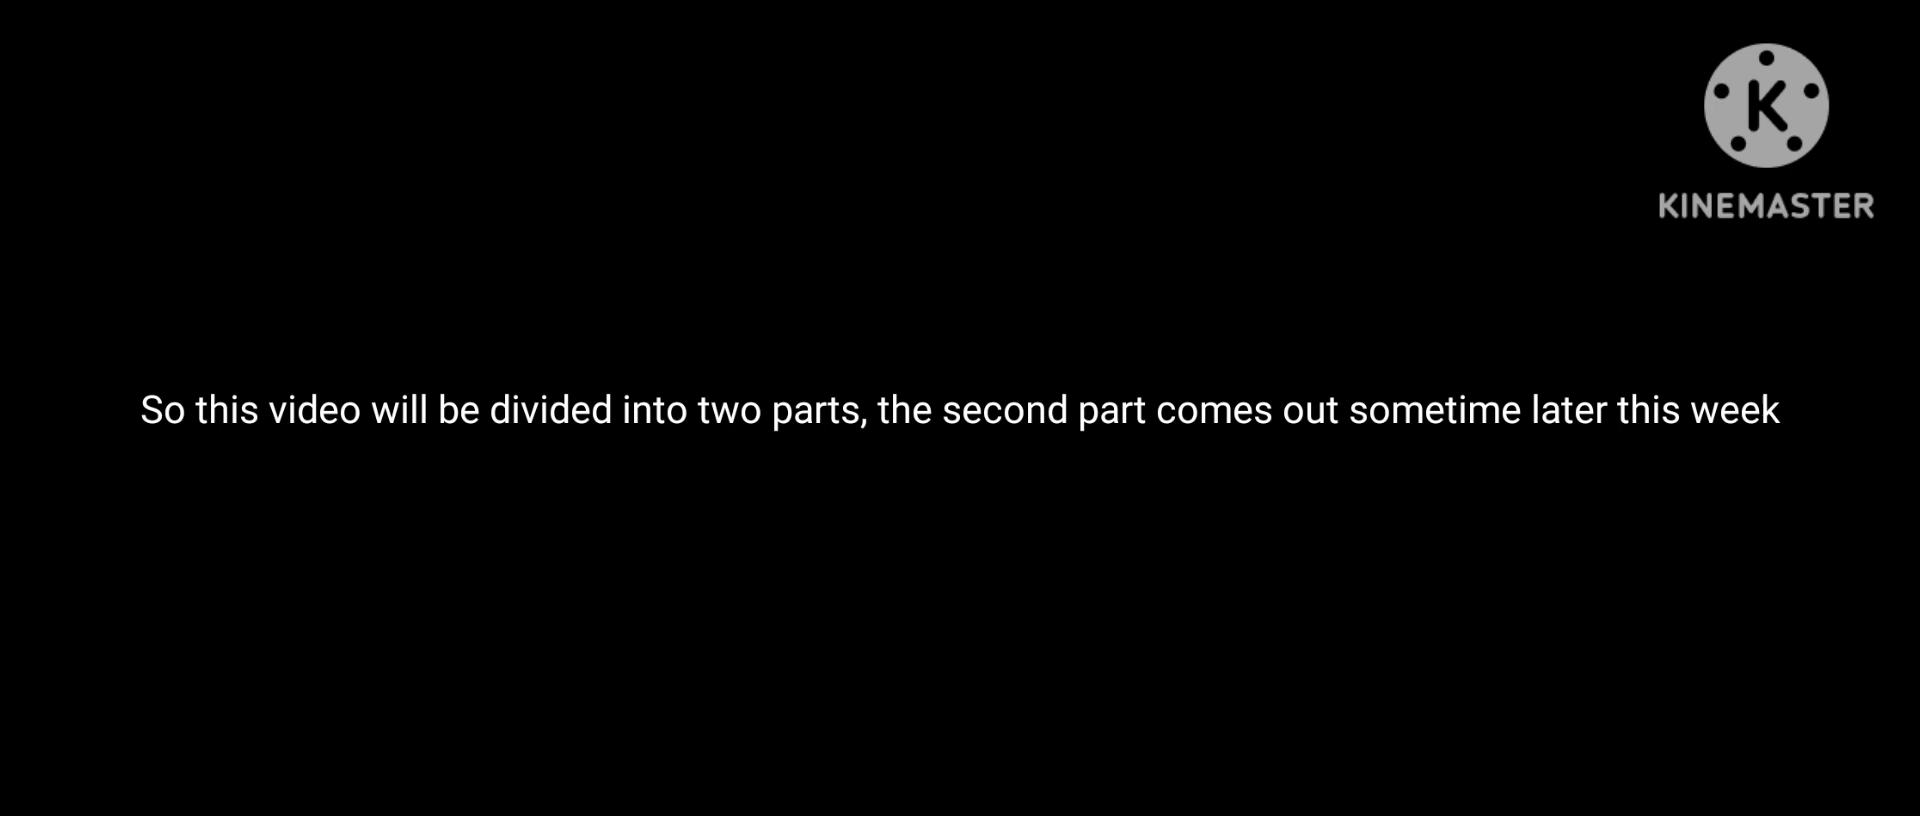 K
KINEMASTER
So this video will be divided into two parts, the second part comes out sometime later this week